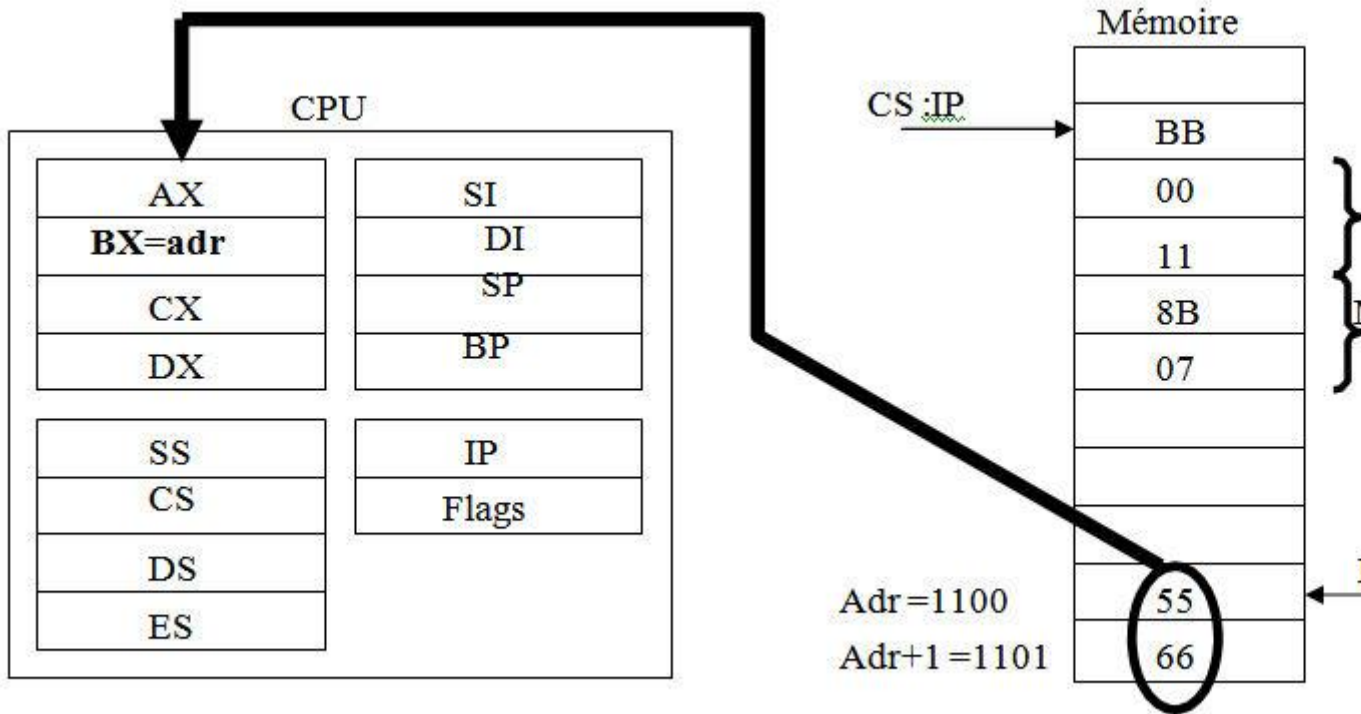 Mémoire
CPU
CS :IP
BB
AX
SI
00
BX=adr
DI
11
SP
CX
8B
BP
DX
07
SS
IP
CS
Flags
DS
Adr =1100
55
ES
Adr+1 =1101
66